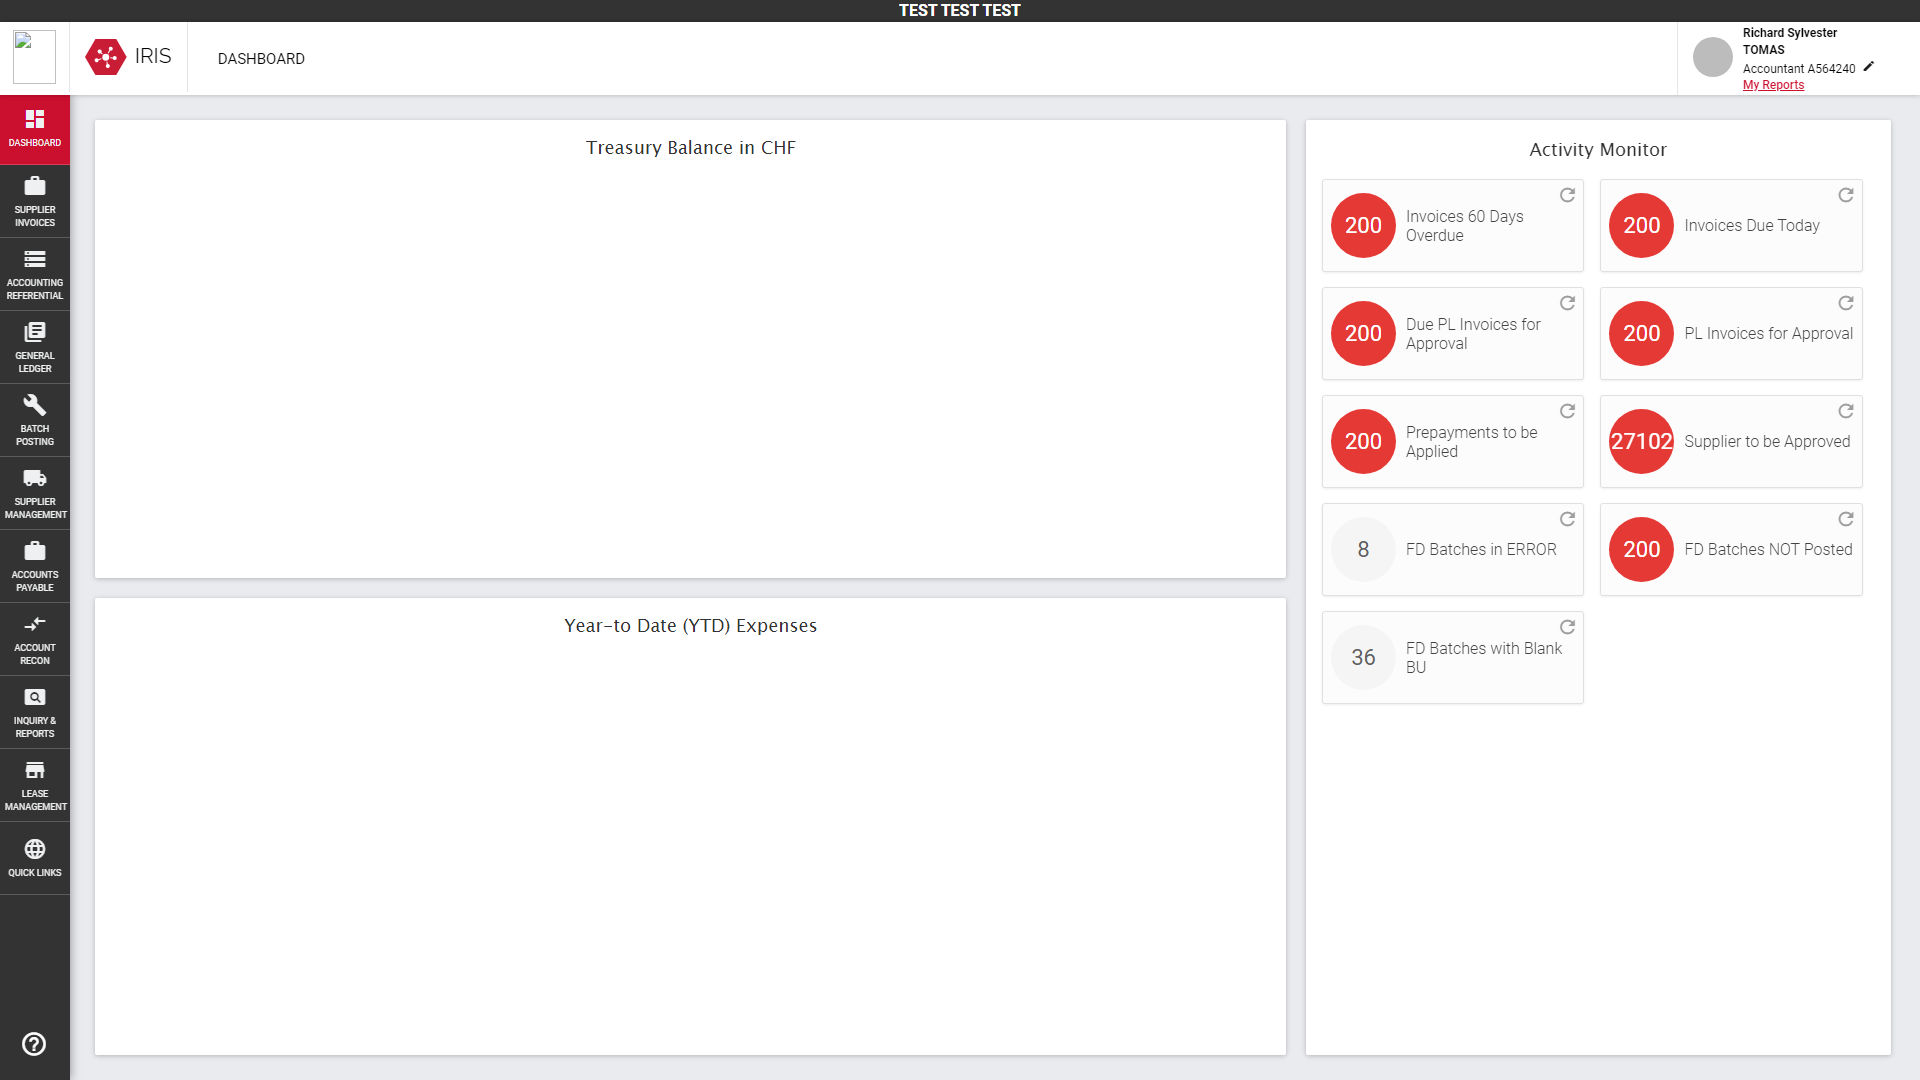 TEST TEST TEST
IRIS
DASHBOARD
Richard Sylvester
TOMAS
Accountant A564240
My Reports
DASHBOARD
SUPPLIER
INVOICES
ACCOUNTING
REFERENTIAL
GENERAL
LEDGER
BATCH
POSTING
SUPPLIER
MANAGEMENT
ACCOUNTS
PAYABLE
ACCOUNT
RECON
INQUIRY &
REPORTS
LEASE
MANAGEMENT
QUICK LINKS
Treasury Balance in CHF
Year-to Date (YTD) Expenses
Activity Monitor
200
Invoices 60 Days
Overdue
200
Invoices Due Today
200
Due PL Invoices for
Approval
200
PL Invoices for Approval
200
Prepayments to be
Applied
27102
Supplier to be Approved
8
FD Batches in ERROR
200
FD Batches NOT Posted
36
FD Batches with Blank
BU